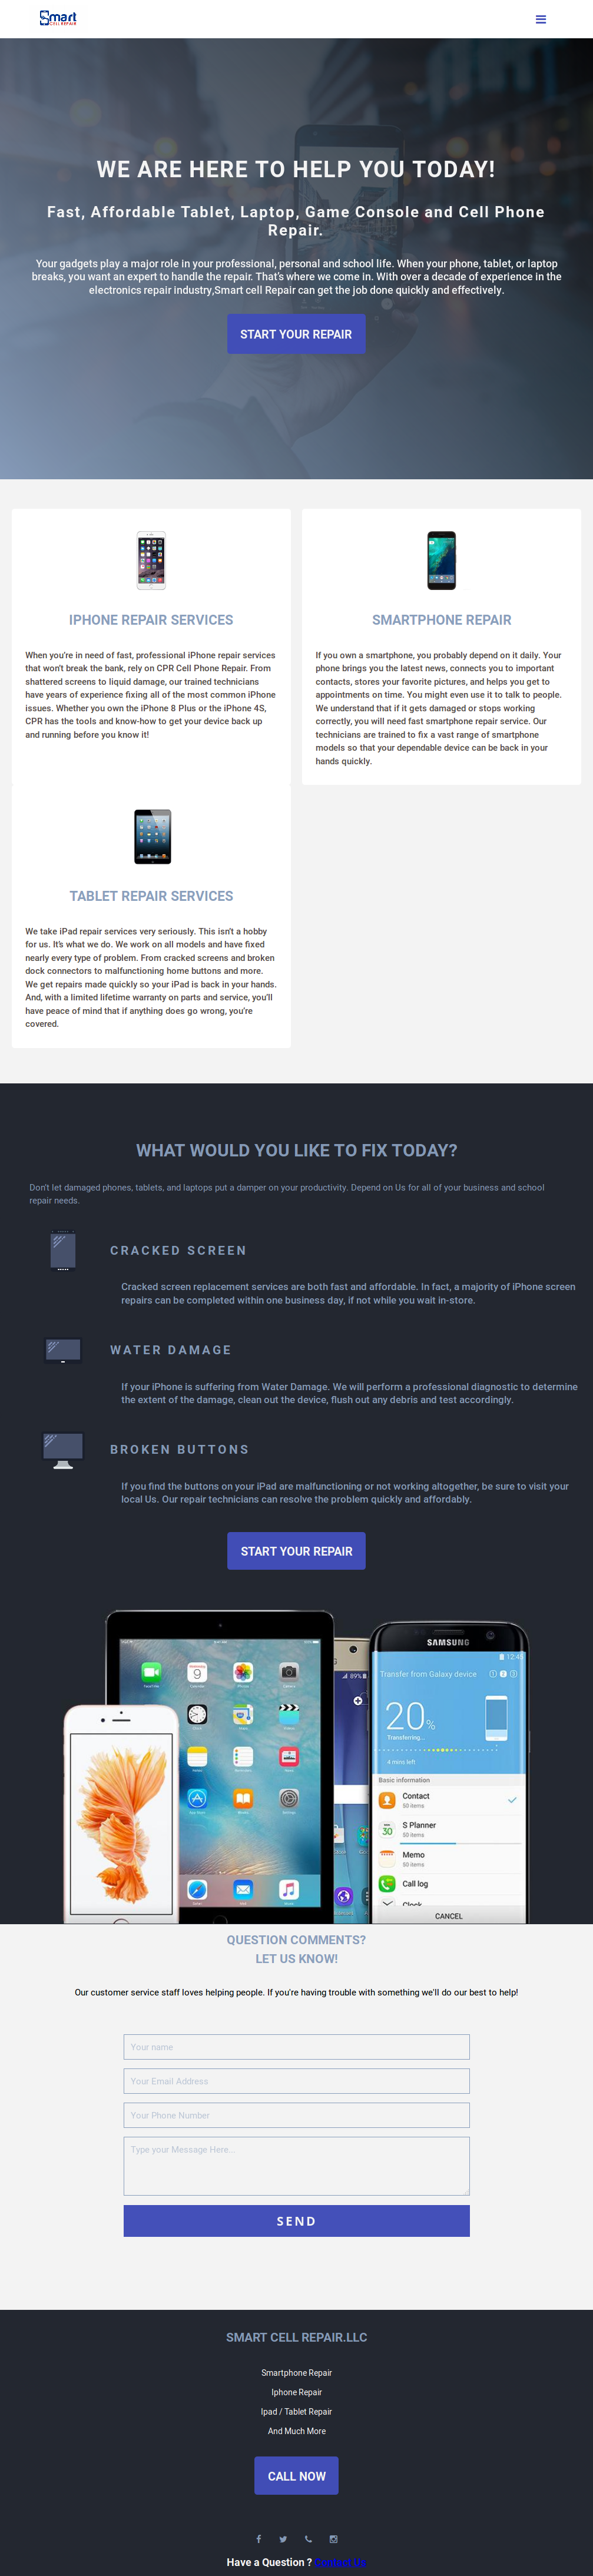 Smart
CELL REPAIR
WE ARE HERE TO HELP YOU TODAY!
Fast, Affordable Tablet, Laptop, Game Console and Cell Phone
Repair.
Your gadgets play a major role in your professional, personal and school life. When your phone, tablet, or laptop
breaks, you want an expert to handle the repair. That's where we come in. With over a decade of experience in the
electronics repair industry,Smart cell Repair can get the job done quickly and effectively.
START YOUR REPAIR
IPHONE REPAIR SERVICES
When you're in need of fast, professional iPhone repair services
that won't break the bank, rely on CPR Cell Phone Repair. From
shattered screens to liquid damage, our trained technicians
have years of experience fixing all of the most common iPhone
issues. Whether you own the iPhone 8 Plus or the iPhone 4S,
CPR has the tools and know-how to get your device back up
and running before you know it!
SMARTPHONE REPAIR
If you own a smartphone, you probably depend on it daily. Your
phone brings you the latest news, connects you to important
contacts, stores your favorite pictures, and helps you get to
appointments on time. You might even use it to talk to people.
We understand that if it gets damaged or stops working
correctly, you will need fast smartphone repair service. Our
technicians are trained to fix a vast range of smartphone
models so that your dependable device can be back in your
hands quickly.
TABLET REPAIR SERVICES
We take iPad repair services very seriously. This isn't a hobby
for us. It's what we do. We work on all models and have fixed
nearly every type of problem. From cracked screens and broken
dock connectors to malfunctioning home buttons and more.
We get repairs made quickly so your iPad is back in your hands.
And, with a limited lifetime warranty on parts and service, you'll
have peace of mind that if anything does go wrong, you're
covered.
WHAT WOULD YOU LIKE TO FIX TODAY?
Don't let damaged phones, tablets, and laptops put a damper on your productivity. Depend on Us for all of your business and school
repair needs.
CRACKED SCREEN
Cracked screen replacement services are both fast and affordable. In fact, a majority of iPhone screen
repairs can be completed within one business day, if not while you wait in-store.
WATER DAMAGE
If your iPhone is suffering from Water Damage. We will perform a professional diagnostic to determine
the extent of the damage, clean out the device, flush out any debris and test accordingly.
BROKEN BUTTONS
If you find the buttons on your iPad are malfunctioning or not working altogether, be sure to visit your
local Us. Our repair technicians can resolve the problem quickly and affordably.
START YOUR REPAIR
SAMSUNG
89%
12:45
Transfer from Galaxy device
1 2 3
20%
Transferring...
4 mins left
Basic information
Contact
50 items
S Planner
50 items
Memo
50 items
Call log
50 items
Clock
CANCEL
QUESTION COMMENTS?
LET US KNOW!
Our customer service staff loves helping people. If you're having trouble with something we'll do our best to help!
Your name
Your Email Address
Your Phone Number
Type your Message Here...
SEND
SMART CELL REPAIR.LLC
Smartphone Repair
Iphone Repair
Ipad / Tablet Repair
And Much More
CALL NOW
Have a Question ? Contact Us